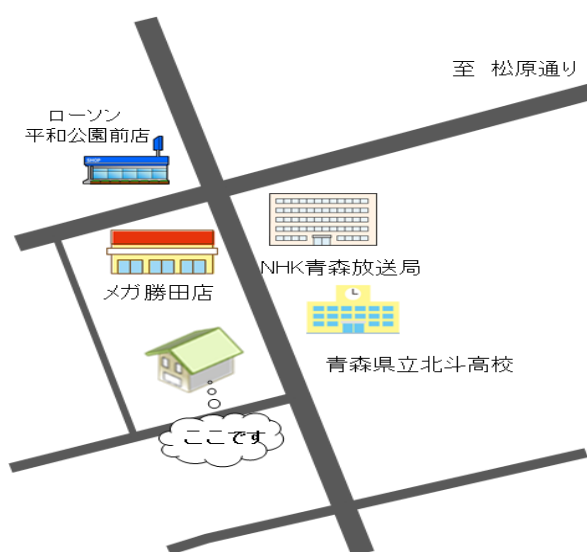 至 松原通り
ローソン
平和公園前店
SHOP
NHK青森放送局
メガ勝田店
青森県立北斗高校
ここです